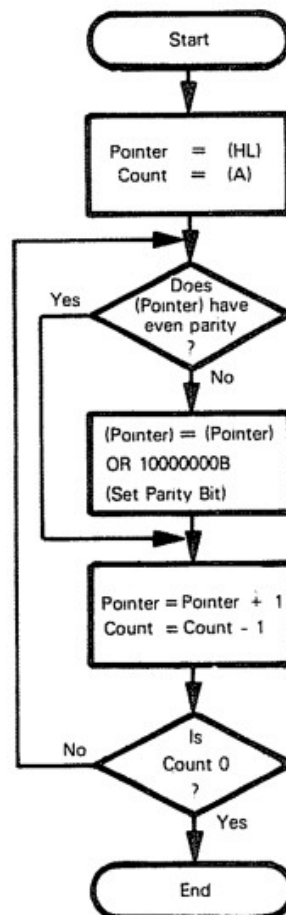 Start
Pointer = (HL)
Count = (A)
Does
(Pointer) have
even parity
?
Yes
No
(Pointer) = (Pointer)
OR 10000000B
(Set Parity Bit)
Pointer = Pointer + 1
Count = Count - 1
Is
Count 0
?
No
Yes
End